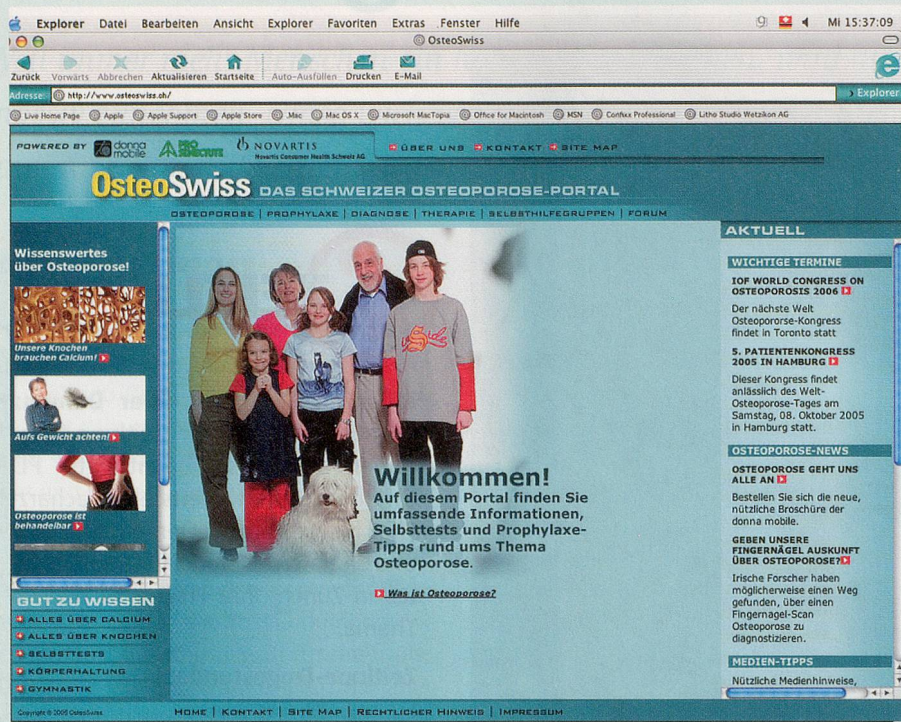 Explorer Datei Bearbeiten Ansicht Explorer Favoriten Extras Fenster Hilfe Mi 15:37:09
OsteoSwiss
Zurück Vorwärts Abbrechen Aktualisieren Startseite Auto-Ausfüllen Drucken E-Mail
Adresse: http://www.osteoswiss.ch/ Explorer
Live Home Page Apple Apple Support Apple Store .Mac Mac OS X Microsoft MacTopia Office for Macintosh MSN Confixx Professional Litho Studio Wetzikon AG
POWERED BY donna mobile PRO SENECTUTE NOVARTIS
Novartis Consumer Health Schweiz AG
ÜBER UNS KONTAKT SITE MAP
OsteoSwiss DAS SCHWEIZER OSTEOPOROSE-PORTAL
OSTEOPOROSE | PROPHYLAXE | DIAGNOSE | THERAPIE | SELBSTHILFEGRUPPEN | FORUM
Wissenswertes
über Osteoporose!
Unsere Knochen
brauchen Calcium!
Aufs Gewicht achten!
Osteoporose ist
behandelbar
GUT ZU WISSEN
ALLES ÜBER CALCIUM
ALLES ÜBER KNOCHEN
SELBSTTESTS
KÖRPERHALTUNG
GYMNASTIK
Willkommen!
Auf diesem Portal finden Sie
umfassende Informationen,
Selbsttests und Prophylaxe-
Tipps rund ums Thema
Osteoporose.
Was ist Osteoporose?
AKTUELL
WICHTIGE TERMINE
IOF WORLD CONGRESS ON
OSTEOPOROSIS 2006
Der nächste Welt
Osteopororse-Kongress
findet in Toronto statt
5. PATIENTENKONGRESS
2005 IN HAMBURG
Dieser Kongress findet
anlässlich des Welt-
Osteoporose-Tages am
Samstag, 08. Oktober 2005
in Hamburg statt.
OSTEOPOROSE-NEWS
OSTEOPOROSE GEHT UNS
ALLE AN
Bestellen Sie sich die neue,
nützliche Broschüre der
donna mobile.
GEBEN UNSERE
FINGERNÄGEL AUSKUNFT
ÜBER OSTEOPOROSE?
Irische Forscher haben
möglicherweise einen Weg
gefunden, über einen
Fingernagel-Scan
Osteoporose zu
diagnostizieren.
MEDIEN-TIPPS
Nützliche Medienhinweise,
Copyright © 2005 OsteoSwiss
HOME | KONTAKT | SITE MAP | RECHTLICHER HINWEIS | IMPRESSUM